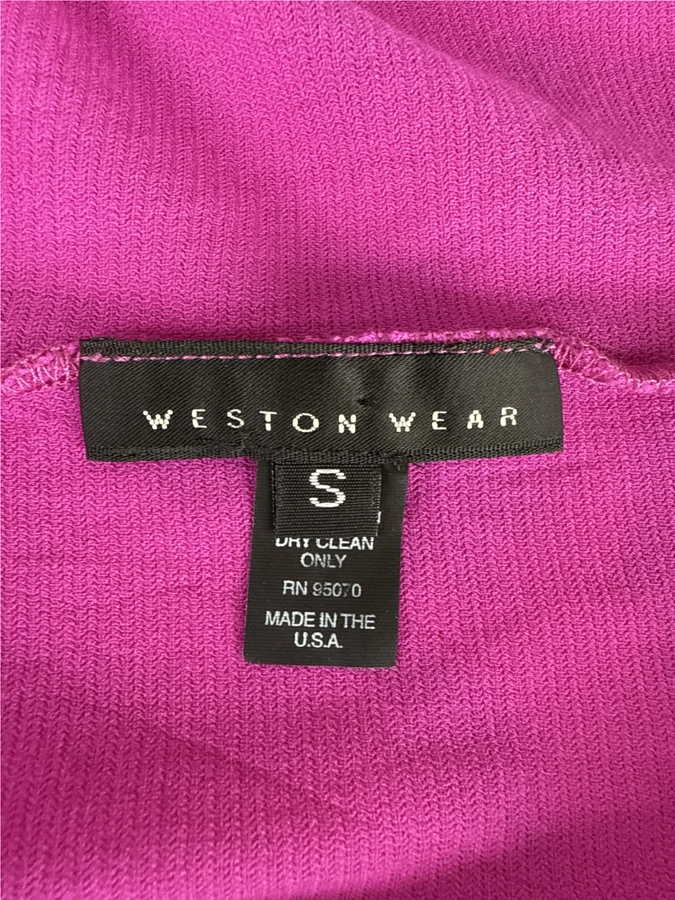 WESTON WEAR
S
DRY CLEAN
ONLY
RN 95070
MADE IN THE
U.S.A.